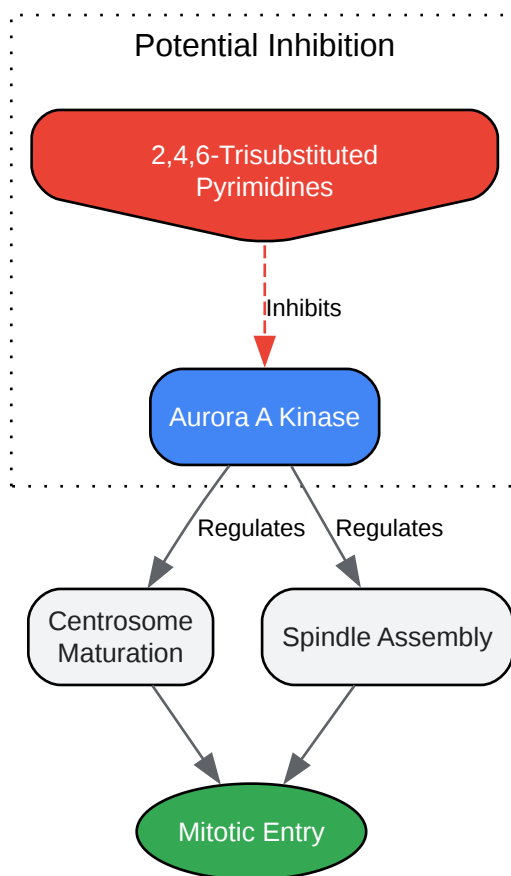 Potential Inhibition
2,4,6-Trisubstituted
Pyrimidines
Inhibits
Aurora A Kinase
Regulates
Regulates
Centrosome
Maturation
Spindle Assembly
Mitotic Entry